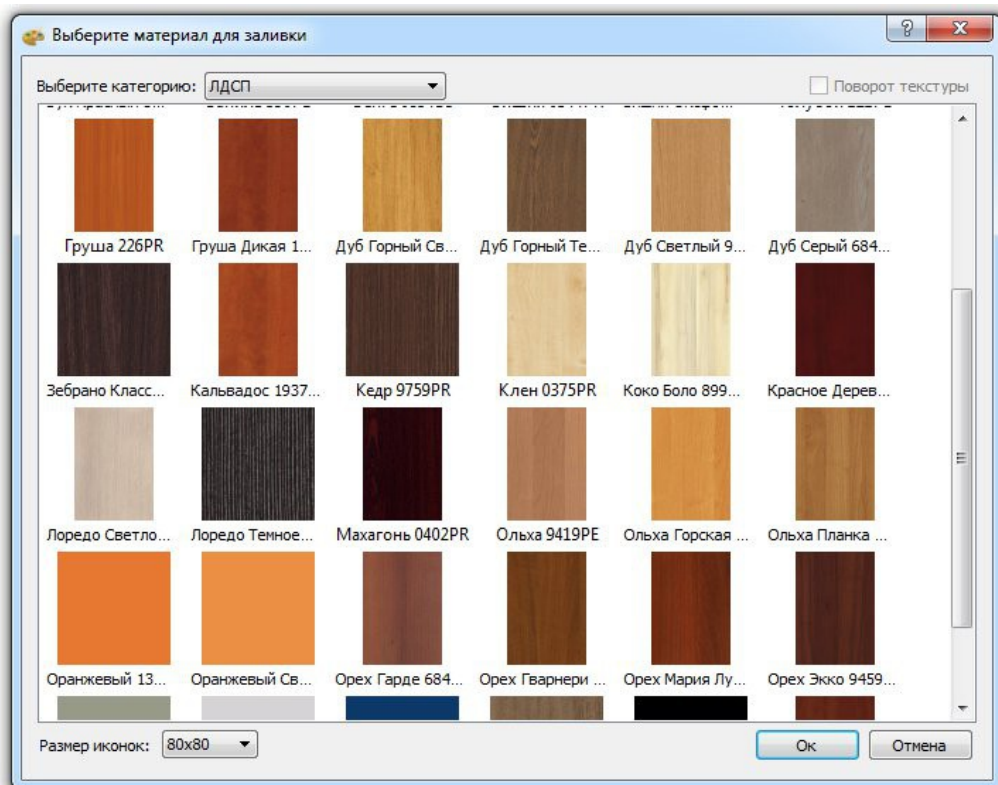 Выберите материал для заливки
Выберите категорию: ЛДСП Поворот текстуры
Груша 226PR Груша Дикая 1... Дуб Горный Св... Дуб Горный Те... Дуб Светлый 9... Дуб Серый 684...
Зебрано Класс... Кальвадос 1937... Кедр 9759PR Клен 0375PR Коко Боло 899... Красное Дерев...
Лоредо Светло... Лоредо Темное... Махагонь 0402PR Ольха 9419PE Ольха Горская ... Ольха Планка ...
Оранжевый 13... Оранжевый Св... Орех Гарде 684... Орех Гварнери ... Орех Мария Лу... Орех Экко 9459...
Размер иконок: 80x80 Ок Отмена